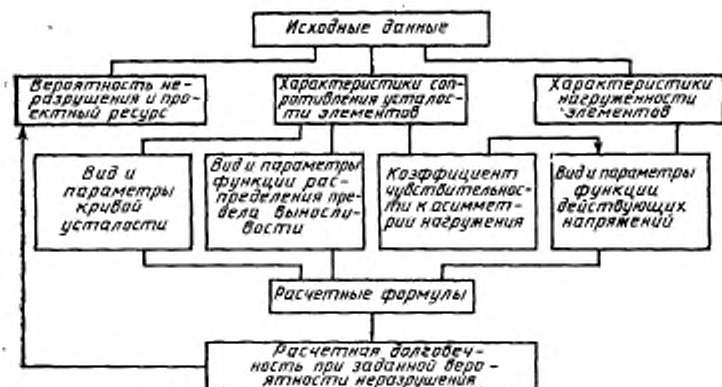 Исходные данные
Вероятность не-
разрушения и про-
ектный ресурс
Характеристики соп-
ротивления усталос-
ти элементов
Характеристики
нагруженности
элементов
Вид и
параметры
кривой
усталости
Вид и параметры
функции рас-
пределения пре-
дела выносли-
вости
Коэффициент
чувствительнос-
ти к асиммет-
рии нагружения
Вид и параметры
функции
действующих
напряжений
Расчетные формулы
Расчетная долговеч-
ность при заданной веро-
ятности неразрушения